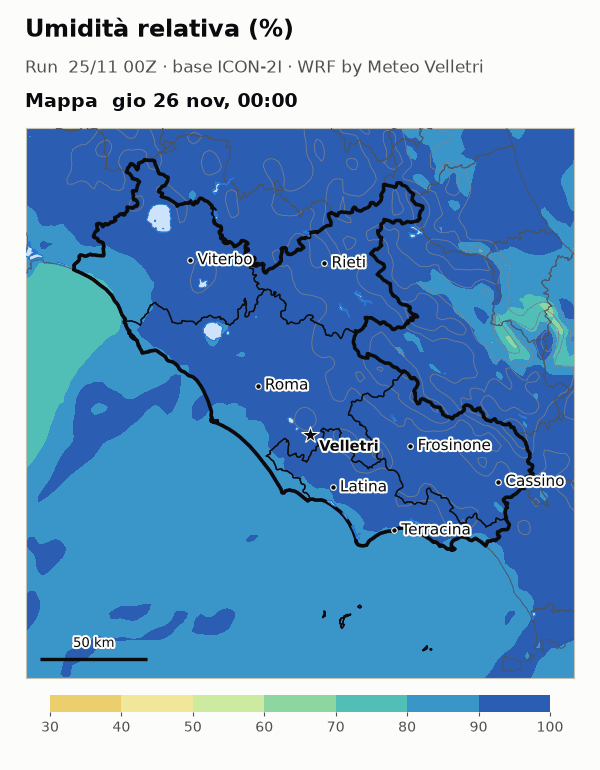 Umidità relativa (%)
Run  25/11 00Z · base ICON-2I · WRF by Meteo Velletri
Mappa  gio 26 nov, 00:00
Viterbo
Rieti
Roma
Velletri
Frosinone
Cassino
Latina
Terracina
50 km
30 40 50 60 70 80 90 100